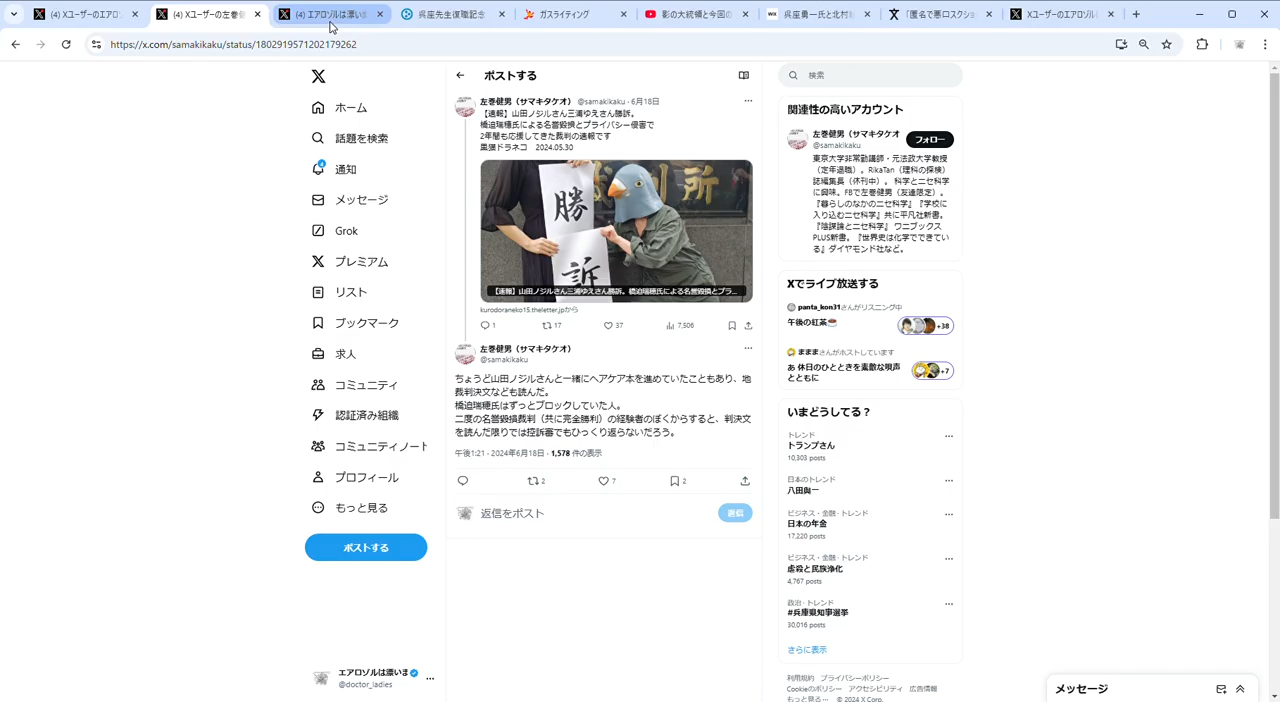 (4) Xユーザーの呉座
(4) Xユーザーの左巻
(4) エアロゾルは漂いま
呉座先生復職記念
ガスライティング
影の大統領と今回の
呉座勇一氏と北村
「匿名で悪口スクショ
Xユーザーのエアロゾル
https://x.com/samakikaku/status/1802919571202179262
ホーム
話題を検索
4
通知
メッセージ
Grok
プレミアム
リスト
ブックマーク
求人
コミュニティ
認証済み組織
コミュニティノート
プロフィール
もっと見る
ポストする
エアロゾルは漂いま
@doctor_ladies
ポストする
左巻健男（サマキタケオ） @samakikaku · 6月18日
【速報】山田ノジルさん三浦ゆえさん勝訴。
橋迫瑞穂氏による名誉毀損とプライバシー侵害で
2年間も応援してきた裁判の速報です
黒猫ドラネコ　2024.05.30
判所
勝
訴
【速報】山田ノジルさん三浦ゆえさん勝訴。橋迫瑞穂氏による名誉毀損とプラ...
kurodoraneko15.theletter.jpから
1
17
37
7,506
左巻健男（サマキタケオ）
@samakikaku
ちょうど山田ノジルさんと一緒にヘアケア本を進めていたこともあり、地
裁判決文なども読んだ。
橋迫瑞穂氏はずっとブロックしていた人。
二度の名誉毀損裁判（共に完全勝利）の経験者のぼくからすると、判決文
を読んだ限りでは控訴審でもひっくり返らないだろう。
午後1:21 · 2024年6月18日 · 1,578 件の表示
2
7
2
返信をポスト
返信
検索
関連性の高いアカウント
左巻健男（サマキタケオ
@samakikaku
フォロー
東京大学非常勤講師・元法政大学教授
（定年退職）。RikaTan（理科の探検）
誌編集長（休刊中）。 科学とニセ科学
に興味。FBで左巻健男（友達限定）。
『暮らしのなかのニセ科学』『学校に
入り込むニセ科学』共に平凡社新書。
『陰謀論とニセ科学』 ワニブックス
PLUS新書。『世界史は化学でできてい
る』ダイヤモンド社など。
Xでライブ放送する
panta_kon31さんがリスニング中
午後の紅茶☕
+38
まままさんがホストしています
あ 休日のひとときを素敵な唄声
とともに
+7
いまどうしてる？
トレンド
トランプさん
10,303 posts
日本のトレンド
八田與一
ビジネス・金融・トレンド
日本の年金
17,220 posts
ビジネス・金融・トレンド
虐殺と民族浄化
4,767 posts
政治・トレンド
#兵庫県知事選挙
30,016 posts
さらに表示
利用規約　プライバシーポリシー
Cookieのポリシー　アクセシビリティ　広告情報
もっと見る…　© 2024 X Corp.
メッセージ